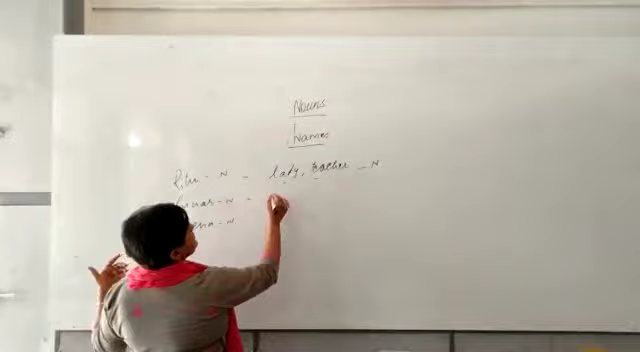 Nouns
Names
Ritu - N - lady, teacher - N
- N -
- N